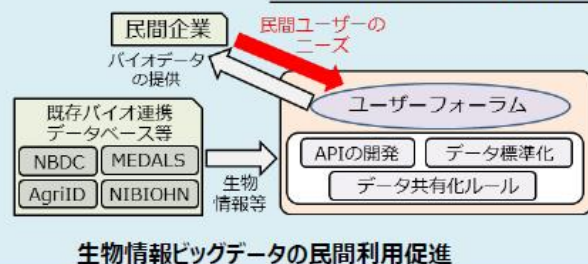 民間企業
民間ユーザーの
ニーズ
バイオデータ
の提供
ユーザーフォーラム
既存バイオ連携
データベース等
NBDC
MEDALS
AgriID
NIBIOHN
生物
情報等
APIの開発
データ標準化
データ共有化ルール
生物情報ビッグデータの民間利用促進